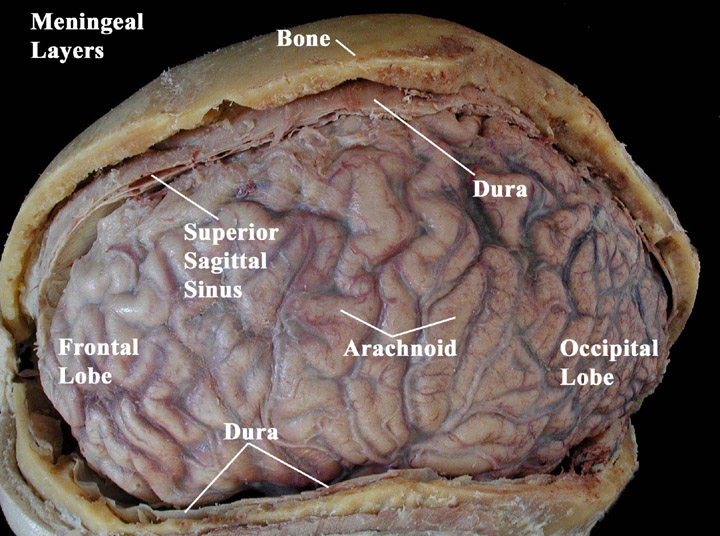 Meningeal
Layers
Bone
Dura
Superior
Sagittal
Sinus
Frontal
Lobe
Arachnoid
Occipital
Lobe
Dura